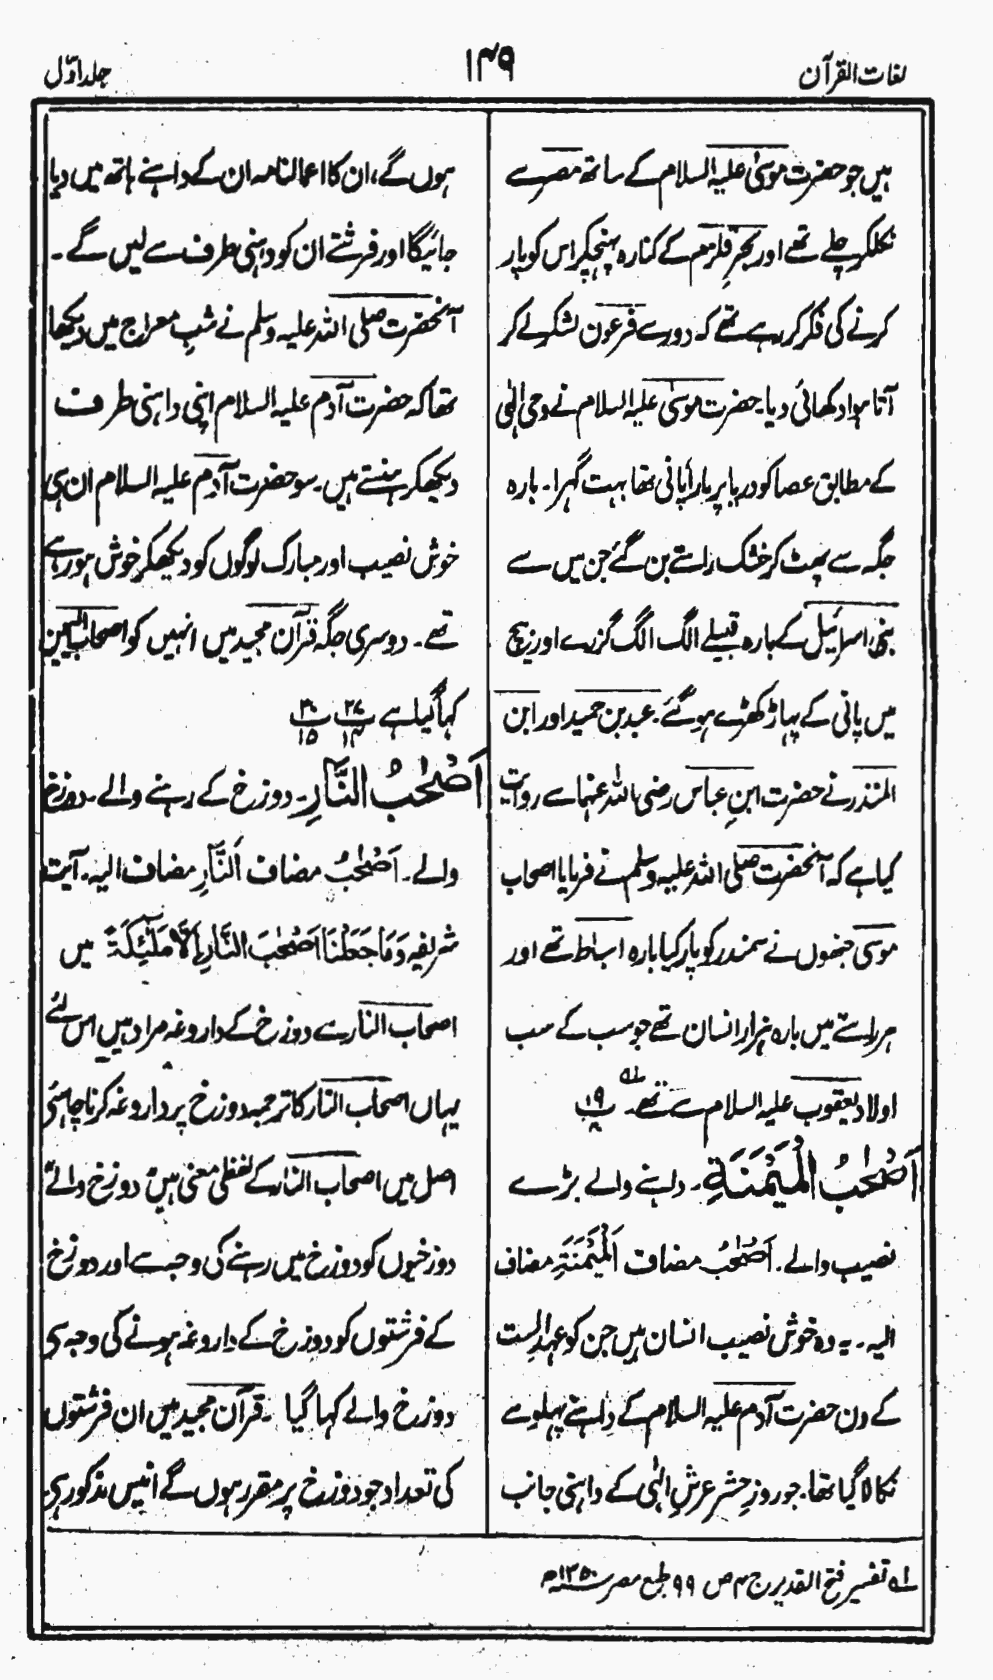 لغات القرآن
۱۴۹
جلد اوّل
ہیں جو حضرت موسیٰ علیہ السلام کے ساتھ مصر سے
نکلکر چلے تھے اور بحرِ قلزم کے کنارہ پہنچکر اس کو پار
کرنے کی فکر کر رہے تھے کہ دور سے فرعون لشکر لے کر
آتا ہوا دکھائی دیا۔ حضرت موسیٰ علیہ السلام نے وحی الٰہی
کے مطابق عصا کو دریا پر مارا پانی تھا بہت گہرا۔ بارہ
جگہ سے پھٹ کر خشک راستے بن گئے جن میں سے
بنی اسرائیل کے بارہ قبیلے الگ الگ گزرے اور بیچ
میں پانی کے پہاڑ کھڑے ہو گئے۔ عبد بن حمید اور ابن
المنذر نے حضرت ابنِ عباس رضی اللہ عنہما سے روایت
کیا ہے کہ آنحضرت صلی اللہ علیہ وسلم نے فرمایا اصحاب
موسیٰ جنھوں نے سمندر کو پار کیا بارہ اسباط تھے اور
ہر راستے میں بارہ ہزار انسان تھے جو سب کے سب
اولاد یعقوب علیہ السلام سے تھے۔ ؂۱ ۱۹ ۸
اَصْحٰبُ الْمَيْمَنَةِ۔ داہنے والے بڑے
نصیب والے۔ اَصْحٰبُ مضاف اَلْمَيْمَنَةِ مضاف
الیہ۔ یہ وہ خوش نصیب انسان ہیں جن کو عہدِ الست
کے دن حضرت آدم علیہ السلام کے داہنے پہلو سے
نکالا گیا تھا۔ جو روزِ حشر عرشِ الٰہی کے داہنی جانب
ہوں گے، ان کا اعمالنامہ ان کے داہنے ہاتھ میں دیا
جائیگا اور فرشتے ان کو داہنی طرف سے لیں گے۔
آنحضرت صلی اللہ علیہ وسلم نے شبِ معراج میں دیکھا
تھا کہ حضرت آدم علیہ السلام اپنی داہنی طرف
دیکھکر ہنستے ہیں۔ سو حضرت آدم علیہ السلام ان ہی
خوش نصیب اور مبارک لوگوں کو دیکھکر خوش ہو رہے
تھے۔ دوسری جگہ قرآن مجید میں انہیں کو اصحاب الیمین
کہا گیا ہے پ۲۷ ۱۴ پ۳۰ ۱۵
اَصْحٰبُ النَّارِ۔ دوزخ کے رہنے والے۔ دوزخ
والے۔ اَصْحٰبُ مضاف اَلنَّارِ مضاف الیہ۔ آیت
شریفہ وَمَا جَعَلْنَا اَصْحٰبَ النَّارِ اِلَّا مَلٰٓئِکَةً میں
اصحاب النار سے دوزخ کے داروغہ مراد ہیں اس لئے
یہاں اصحاب النار کا ترجمہ دوزخ پر داروغہ کرنا چاہئی
اصل میں اصحاب النار کے لفظی معنی ہیں "دوزخ والے"
دوزخیوں کو دوزخ میں رہنے کی وجہ سے اور دوزخ
کے فرشتوں کو دوزخ کے داروغہ ہونے کی وجہ سی
دوزخ والے کہا گیا۔ قرآن مجید میں ان فرشتوں
کی تعداد جو دوزخ پر مقرر ہوں گے انیس مذکور ہی
؂۱ تفسیر فتح القدیر ج ۴ ص ۹۹ طبع مصر ۱۳۵۰ھ